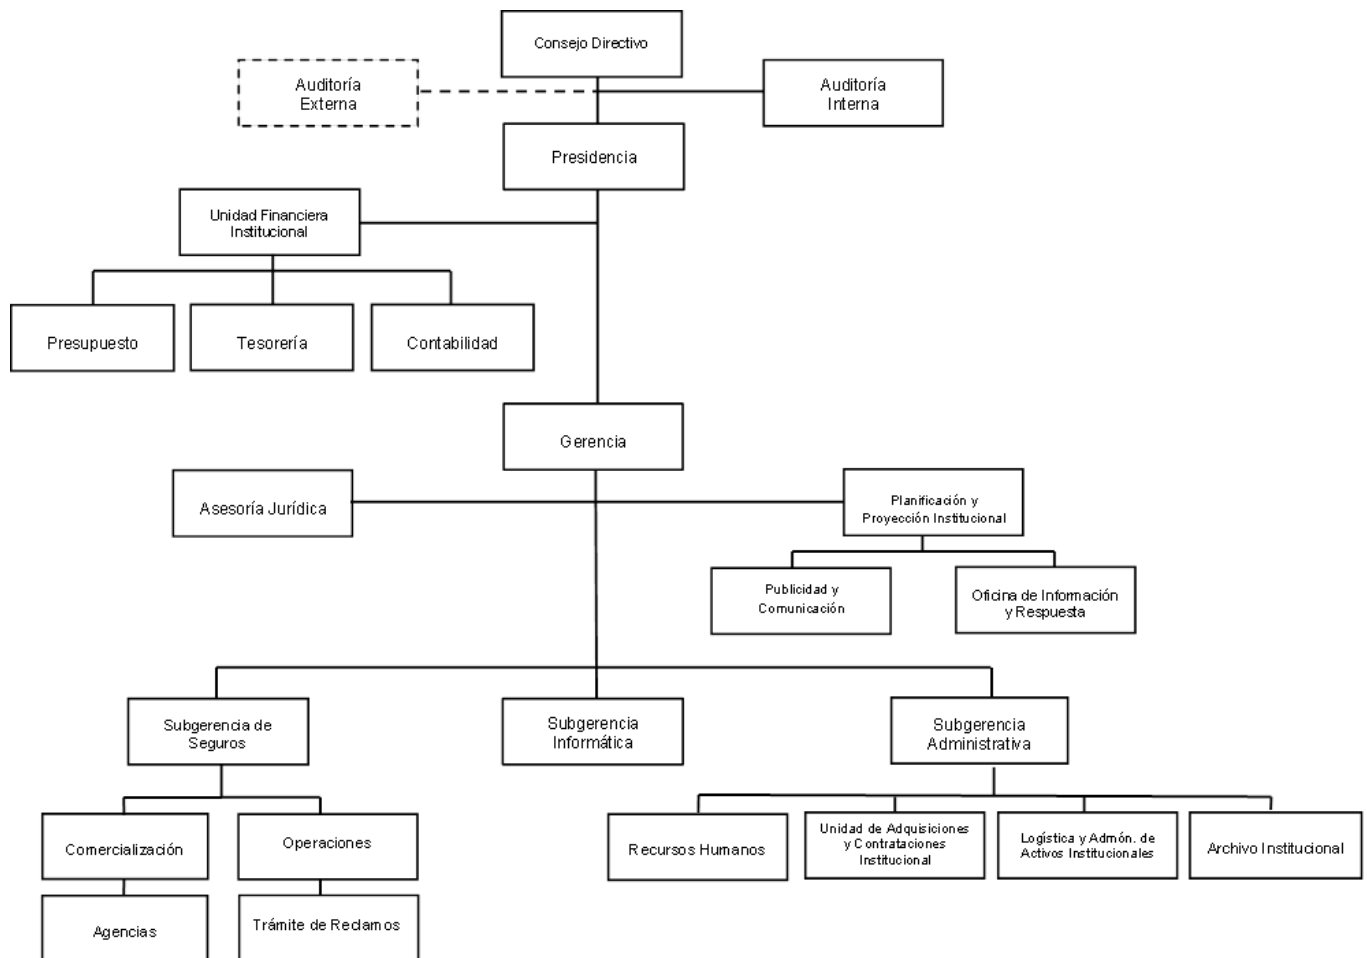 Consejo Directivo
Auditoría
Externa
Auditoría
Interna
Presidencia
Unidad Financiera
Institucional
Presupuesto
Tesorería
Contabilidad
Gerencia
Asesoría Jurídica
Planificación y
Proyección Institucional
Publicidad y
Comunicación
Oficina de Información
y Respuesta
Subgerencia de
Seguros
Subgerencia
Informática
Subgerencia
Administrativa
Comercialización
Operaciones
Recursos Humanos
Unidad de Adquisiciones
y Contrataciones
Institucional
Logística y Admón. de
Activos Institucionales
Archivo Institucional
Agencias
Trámite de Reclamos